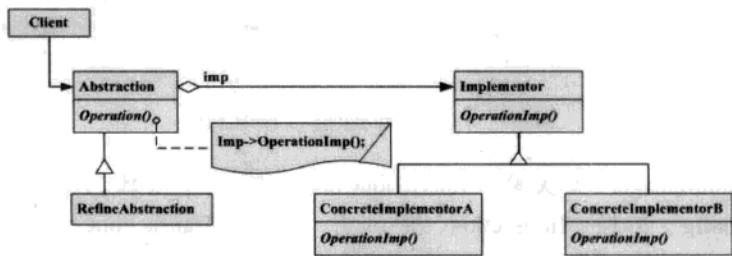 Client
Abstraction
imp
Implementor
Operation()
OperationImp()
Imp->OperationImp();
RefineAbstraction
ConcreteImplementorA
ConcreteImplementorB
OperationImp()
OperationImp()